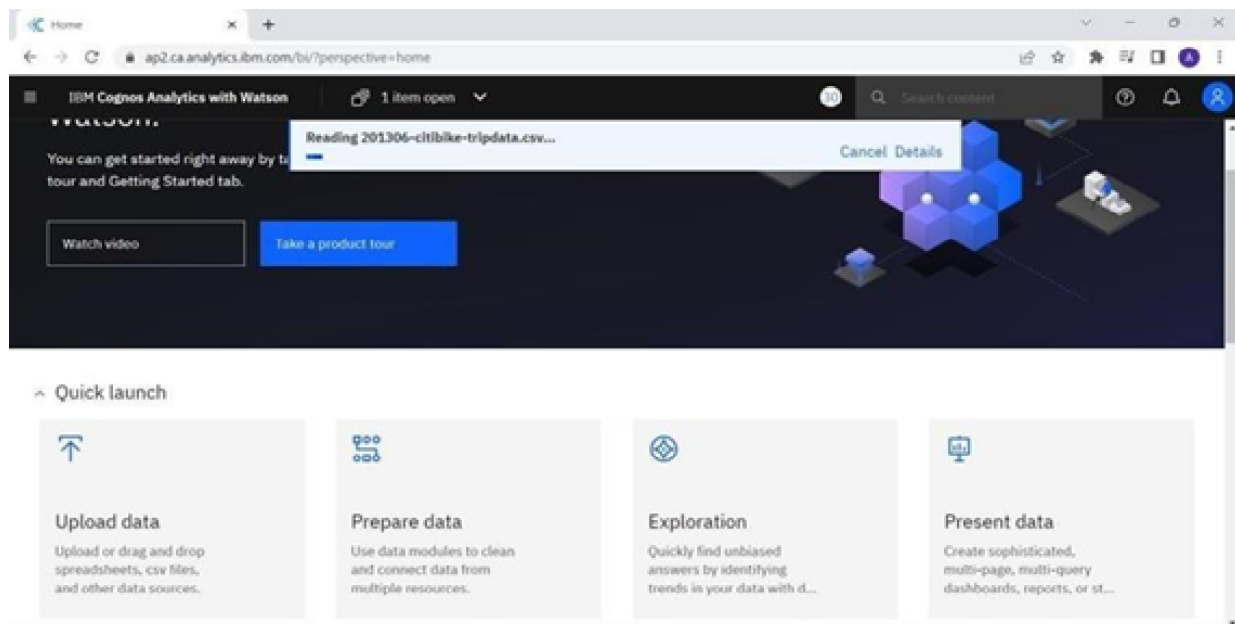 Home
ap2.ca.analytics.ibm.com/bi/?perspective=home
A
IBM Cognos Analytics with Watson
1 item open
30
Search content
Watson.
Reading 201306-citibike-tripdata.csv...
Cancel Details
You can get started right away by ta
tour and Getting Started tab.
Watch video
Take a product tour
Quick launch
Upload data
Upload or drag and drop
spreadsheets, csv files,
and other data sources.
Prepare data
Use data modules to clean
and connect data from
multiple resources.
Exploration
Quickly find unbiased
answers by identifying
trends in your data with d...
Present data
Create sophisticated,
multi-page, multi-query
dashboards, reports, or st...